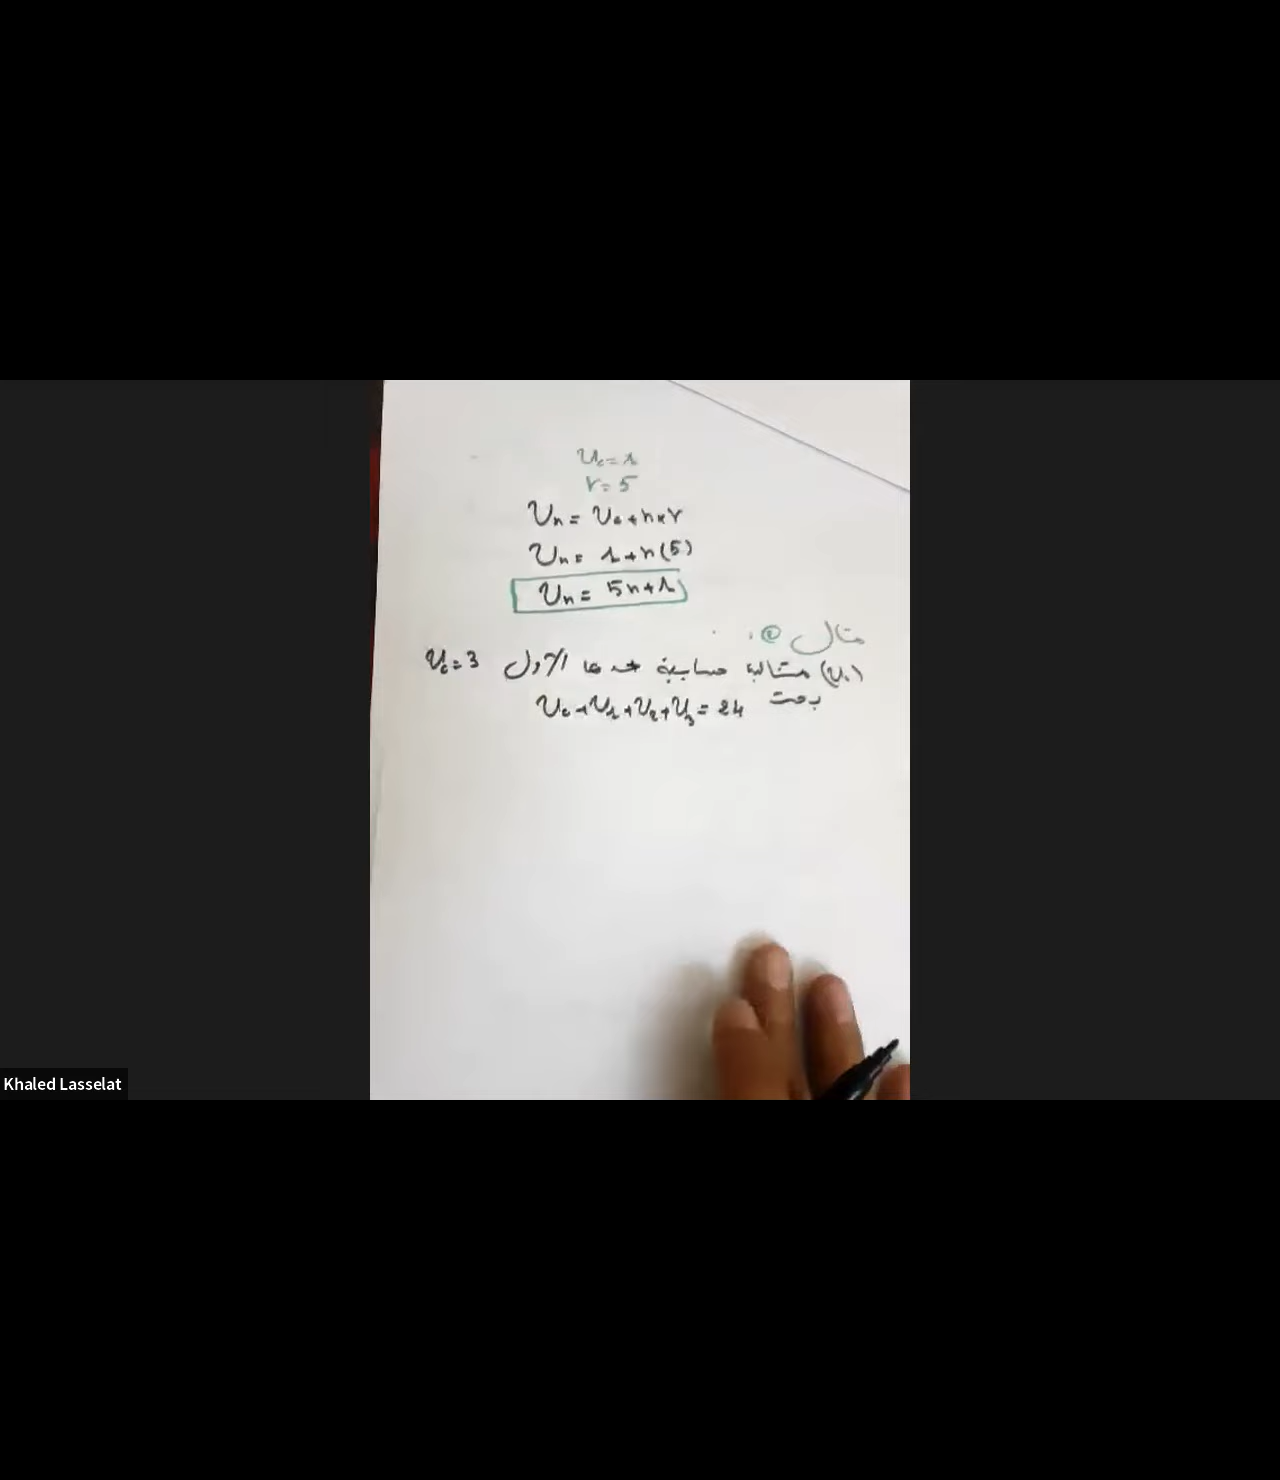 U₀ = 1
r = 5
Uₙ = U₀ + n × r
Uₙ = 1 + n(5)
Uₙ = 5n + 1
مثال ②:
(Uₙ) متتالية حسابية حدها الأول U₀ = 3
بحيث U₀ + U₁ + U₂ + U₃ = 24
Khaled Lasselat